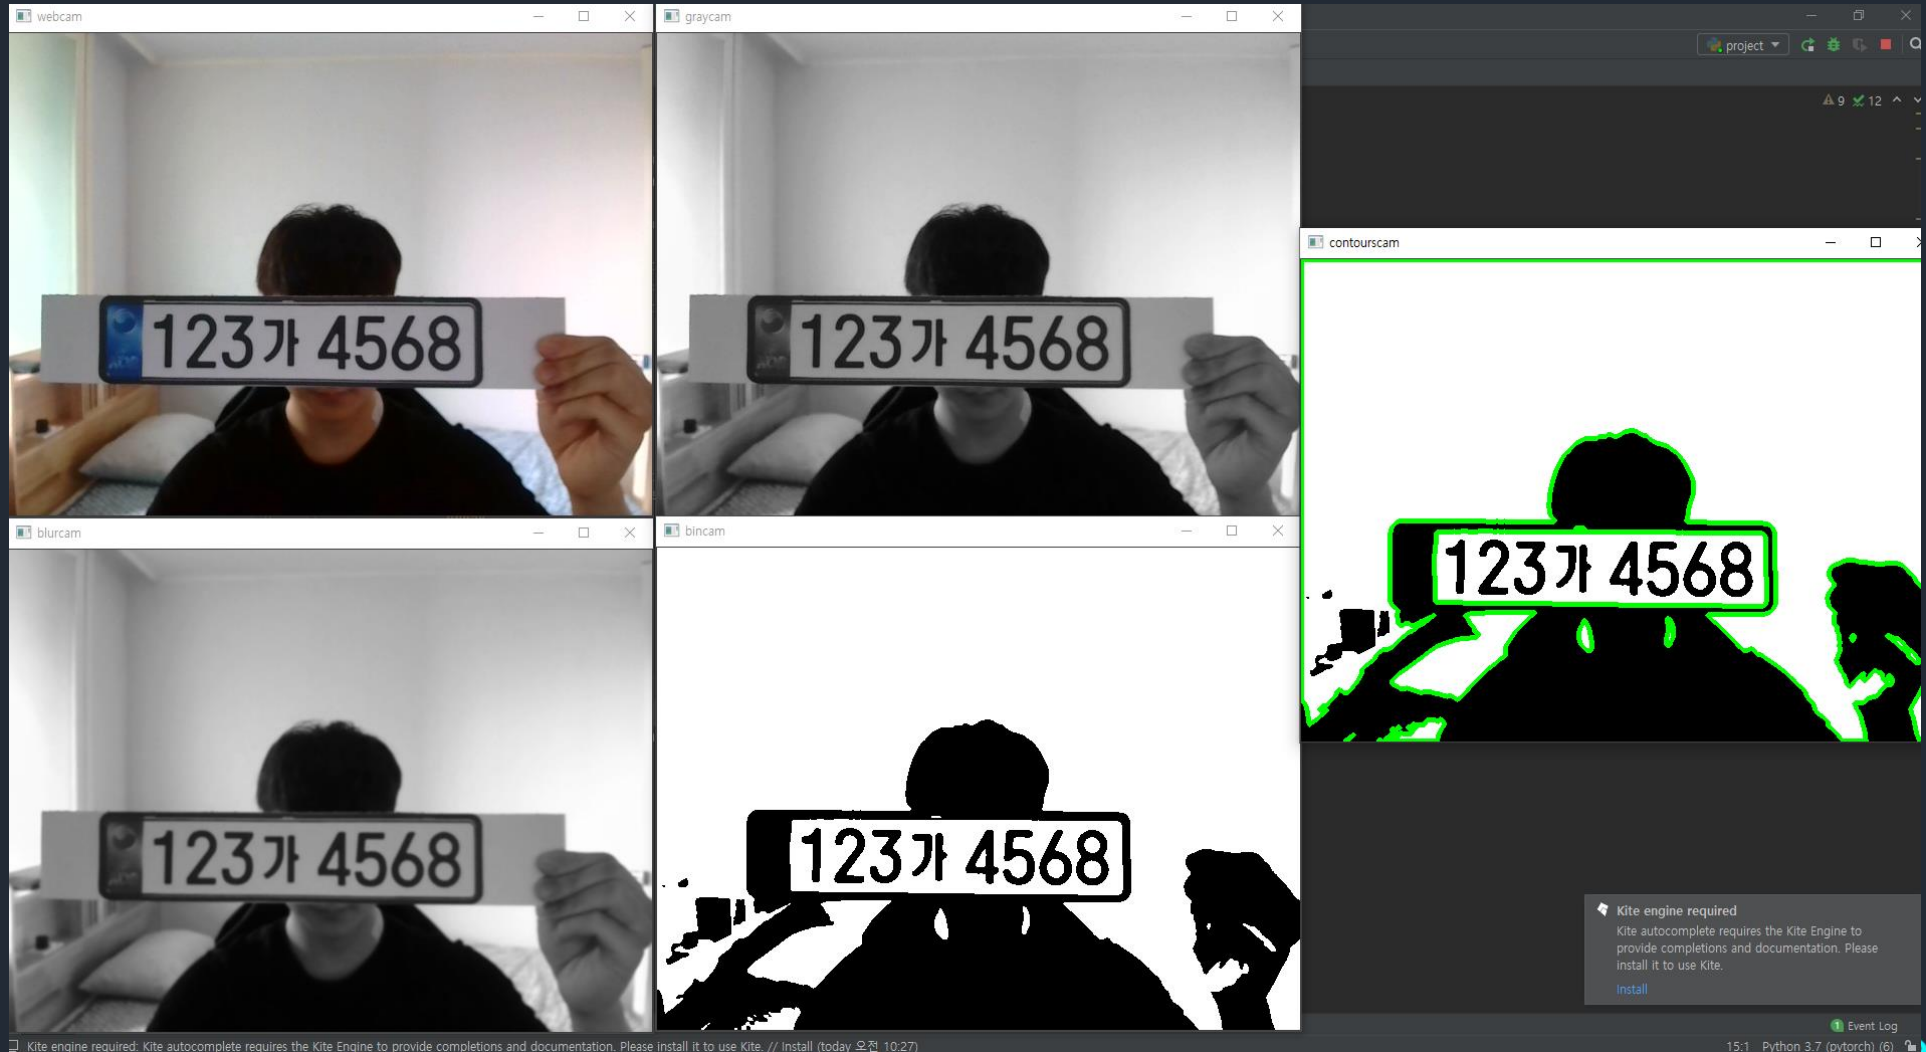 webcam
graycam
project
9 12
123가 4568
123가 4568
contourscam
123가 4568
blurcam
bincam
123가 4568
123가 4568
Kite engine required
Kite autocomplete requires the Kite Engine to
provide completions and documentation. Please
install it to use Kite.
Install
1 Event Log
Kite engine required: Kite autocomplete requires the Kite Engine to provide completions and documentation. Please install it to use Kite. // Install (today 오전 10:27)
15:1 Python 3.7 (pytorch) (6)